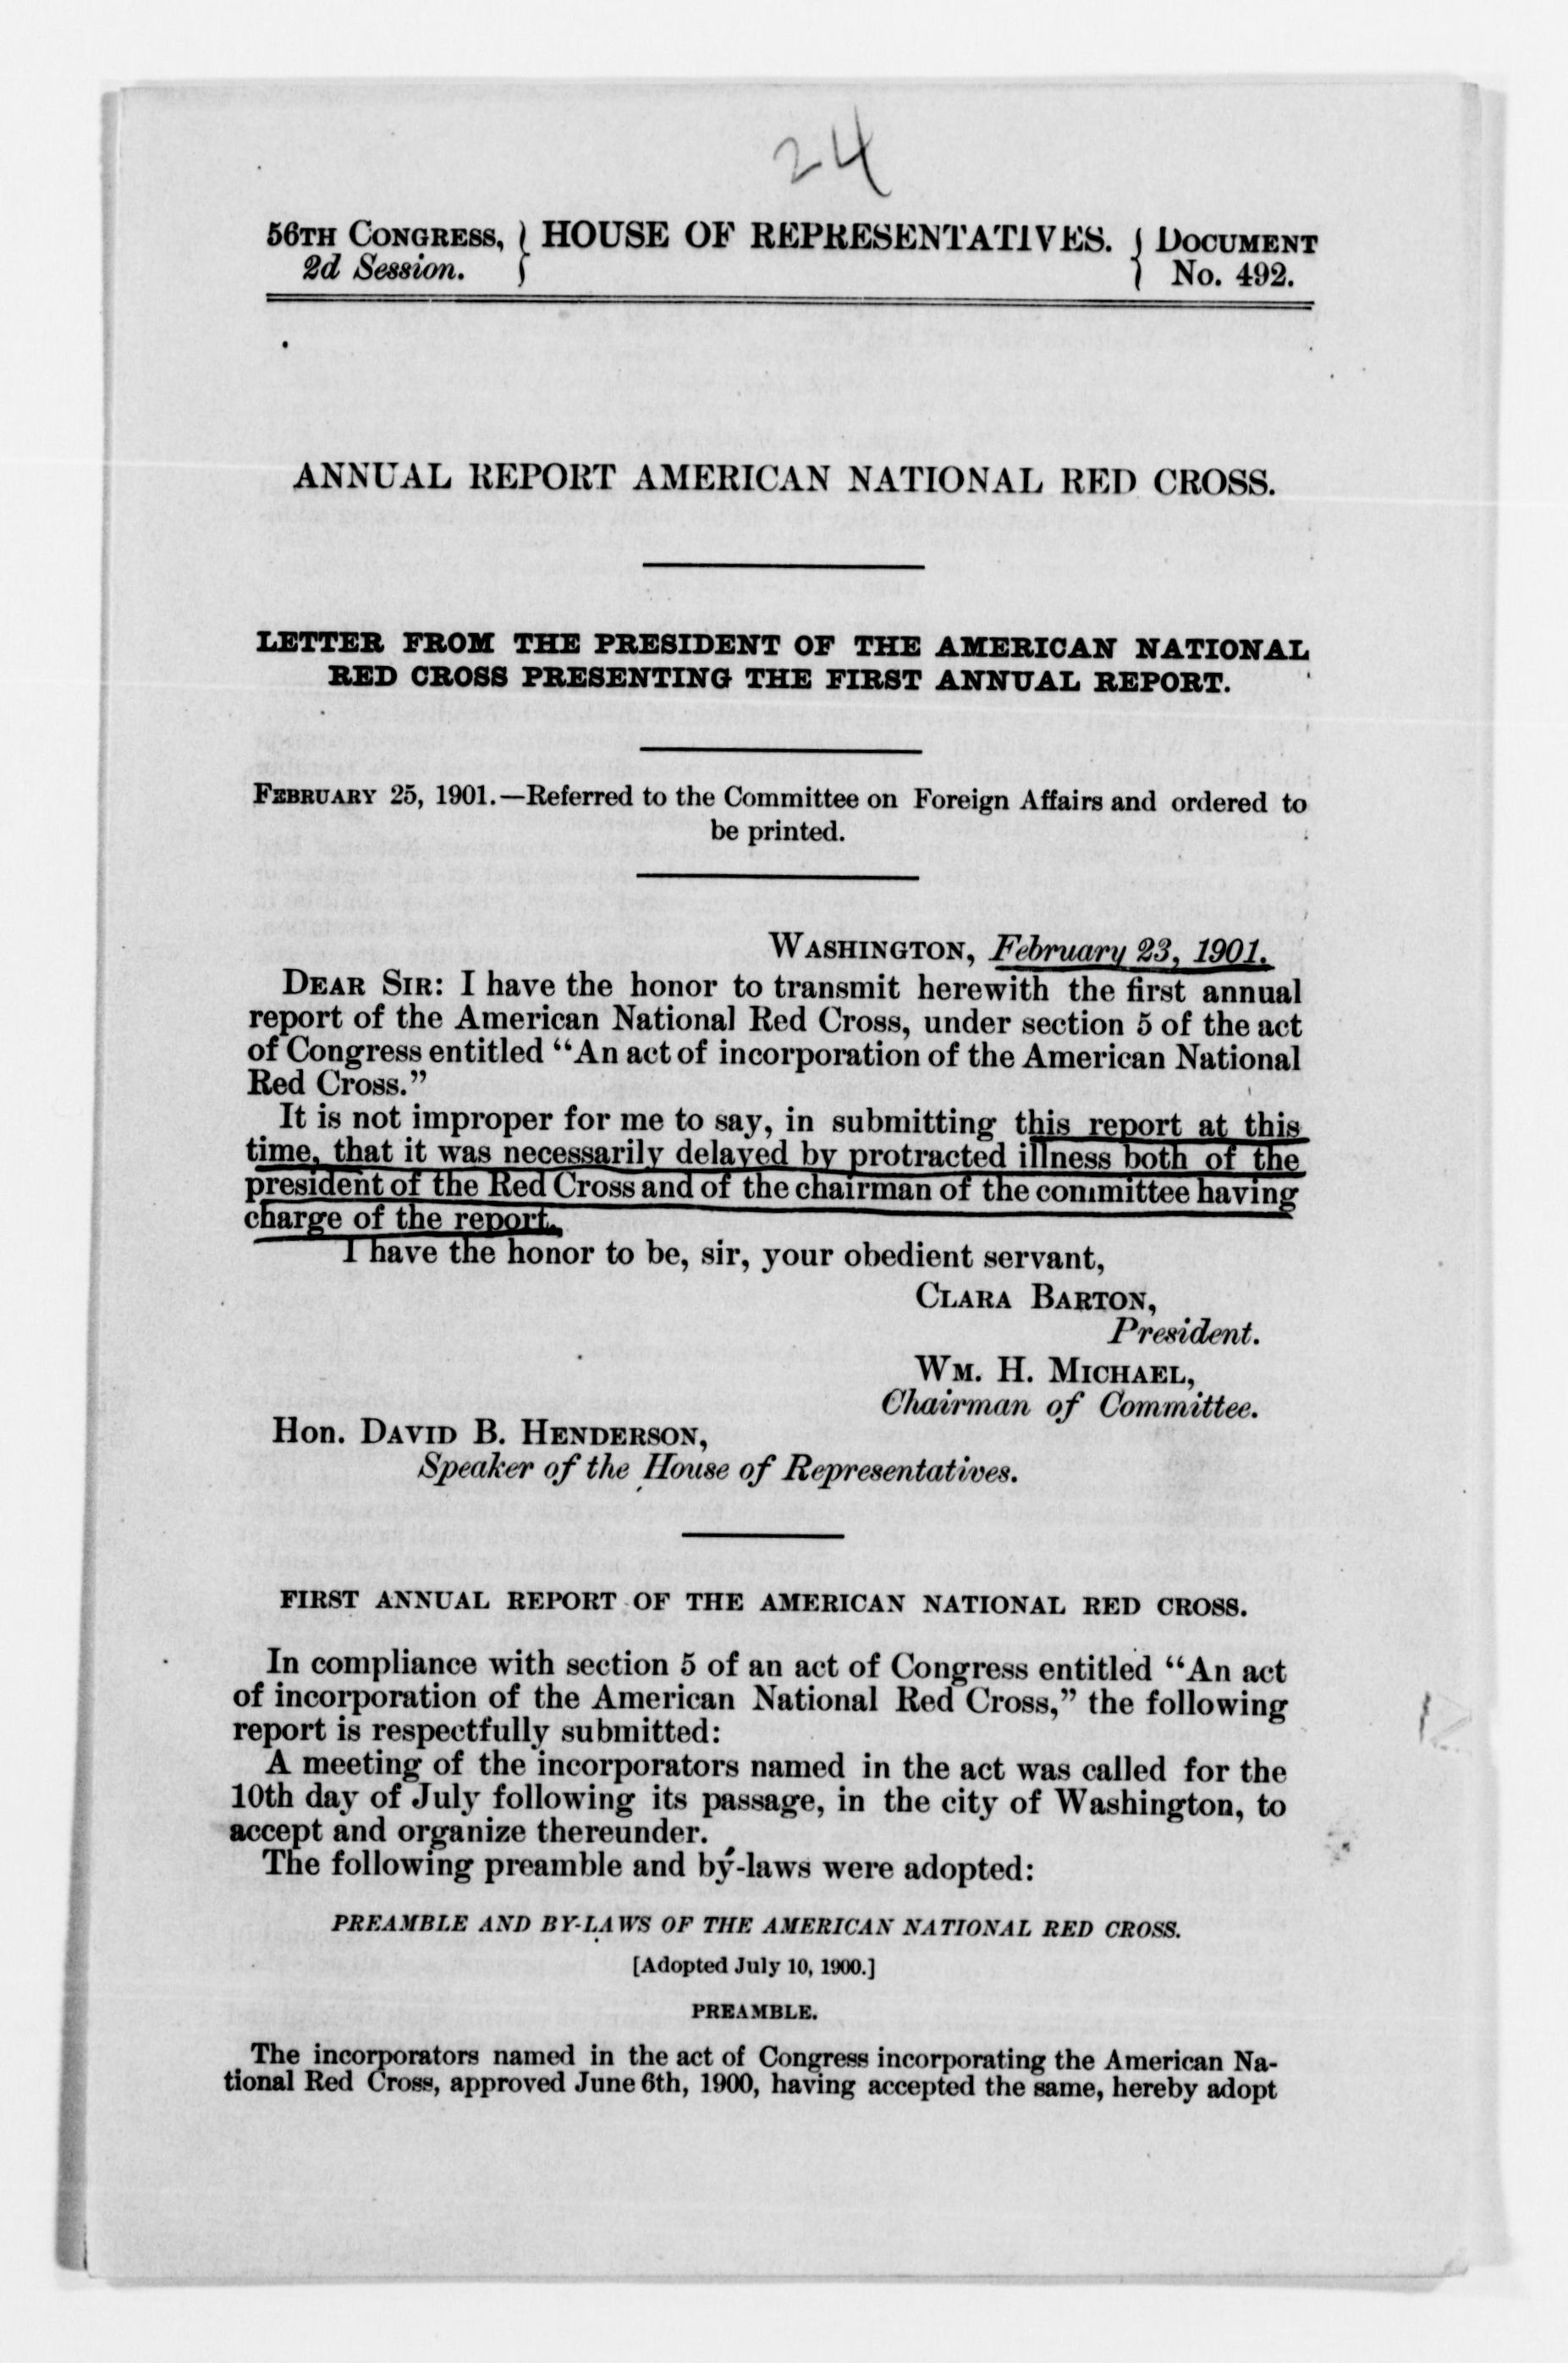 24
56TH CONGRESS, 2d Session. HOUSE OF REPRESENTATIVES. DOCUMENT No. 492.
ANNUAL REPORT AMERICAN NATIONAL RED CROSS.
LETTER FROM THE PRESIDENT OF THE AMERICAN NATIONAL
RED CROSS PRESENTING THE FIRST ANNUAL REPORT.
FEBRUARY 25, 1901.—Referred to the Committee on Foreign Affairs and ordered to
be printed.
WASHINGTON, February 23, 1901.
DEAR SIR: I have the honor to transmit herewith the first annual
report of the American National Red Cross, under section 5 of the act
of Congress entitled “An act of incorporation of the American National
Red Cross.”
It is not improper for me to say, in submitting this report at this
time, that it was necessarily delayed by protracted illness both of the
president of the Red Cross and of the chairman of the committee having
charge of the report.
I have the honor to be, sir, your obedient servant,
CLARA BARTON,
President.
WM. H. MICHAEL,
Chairman of Committee.
Hon. DAVID B. HENDERSON,
Speaker of the House of Representatives.
FIRST ANNUAL REPORT OF THE AMERICAN NATIONAL RED CROSS.
In compliance with section 5 of an act of Congress entitled “An act
of incorporation of the American National Red Cross,” the following
report is respectfully submitted:
A meeting of the incorporators named in the act was called for the
10th day of July following its passage, in the city of Washington, to
accept and organize thereunder.
The following preamble and by-laws were adopted:
PREAMBLE AND BY-LAWS OF THE AMERICAN NATIONAL RED CROSS.
[Adopted July 10, 1900.]
PREAMBLE.
The incorporators named in the act of Congress incorporating the American Na-
tional Red Cross, approved June 6th, 1900, having accepted the same, hereby adopt